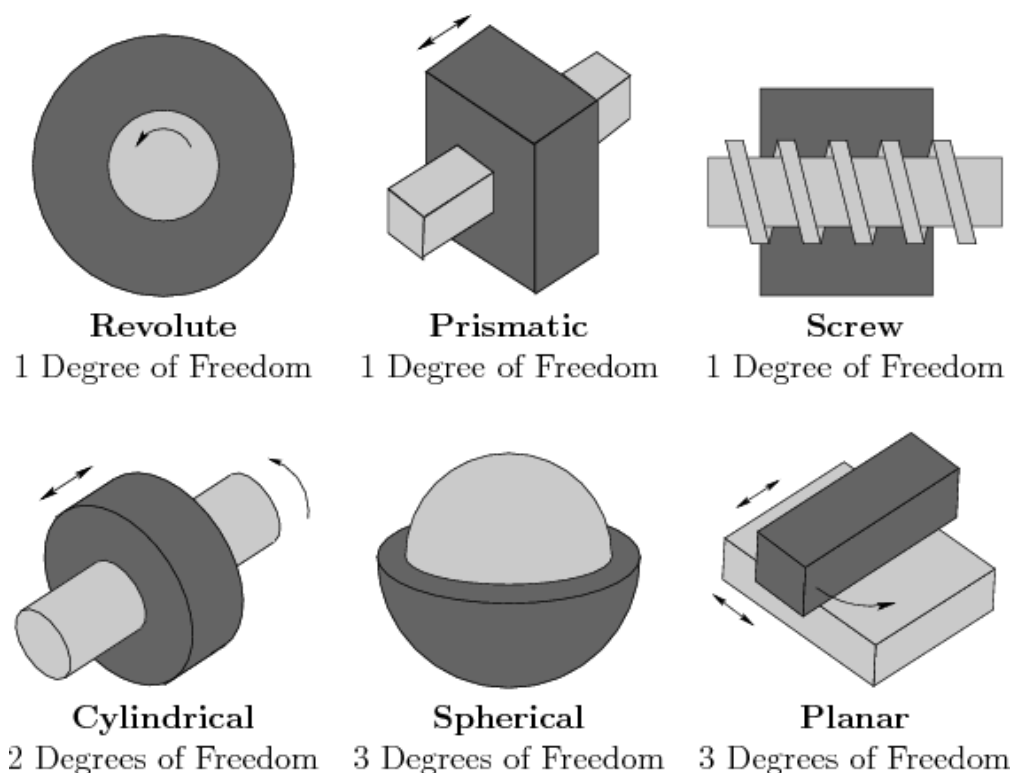 Revolute
1 Degree of Freedom
Prismatic
1 Degree of Freedom
Screw
1 Degree of Freedom
Cylindrical
2 Degrees of Freedom
Spherical
3 Degrees of Freedom
Planar
3 Degrees of Freedom